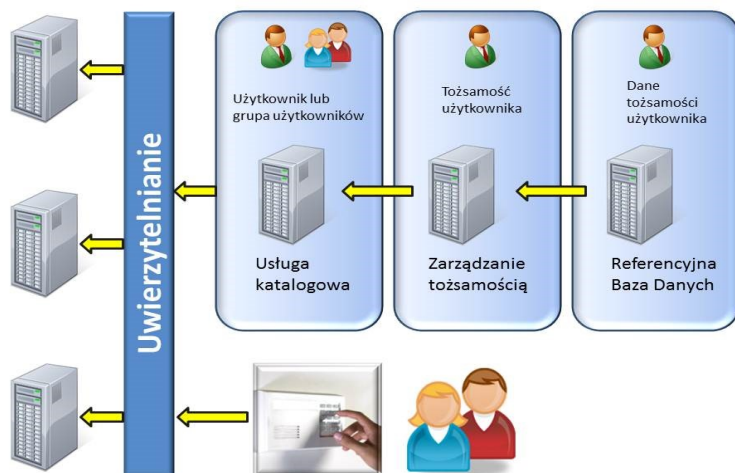 Uwierzytelnianie
Użytkownik lub
grupa użytkowników
Usługa
katalogowa
Tożsamość
użytkownika
Zarządzanie
tożsamością
Dane
tożsamości
użytkownika
Referencyjna
Baza Danych